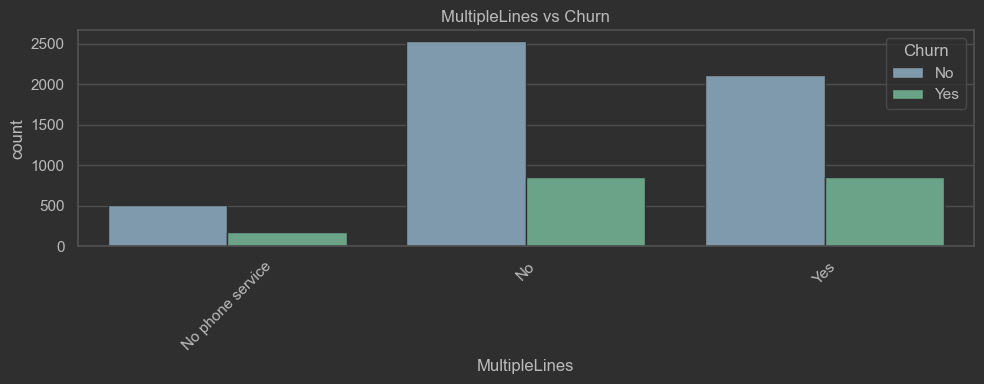 MultipleLines vs Churn
Churn
No
Yes
count
2500
2000
1500
1000
500
0
No phone service
No
Yes
MultipleLines